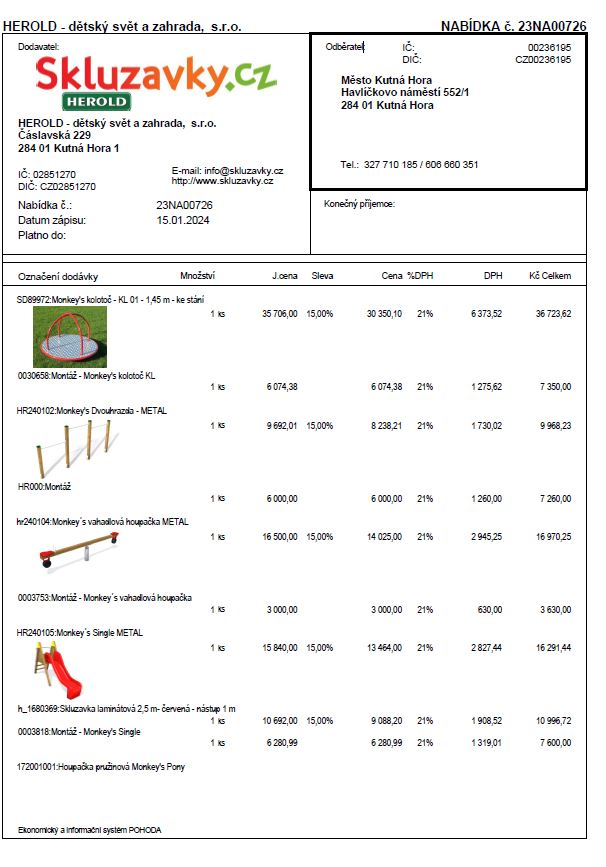 HEROLD - dětský svět a zahrada, s.r.o. NABÍDKA č. 23NA00726
Dodavatel:
Skluzavky.cz
HEROLD
HEROLD - dětský svět a zahrada, s.r.o.
Čáslavská 229
284 01 Kutná Hora 1
IČ: 02851270
DIČ: CZ02851270
E-mail: info@skluzavky.cz
http://www.skluzavky.cz
Nabídka č.: 23NA00726
Datum zápisu: 15.01.2024
Platno do:
Odběratel: IČ: 00236195
DIČ: CZ00236195
Město Kutná Hora
Havlíčkovo náměstí 552/1
284 01 Kutná Hora
Tel.: 327 710 185 / 606 660 351
Konečný příjemce:
Označení dodávky Množství J.cena Sleva Cena %DPH DPH Kč Celkem
SD89972:Monkey's kolotoč - KL 01 - 1,45 m - ke stání
1 ks 35 706,00 15,00% 30 350,10 21% 6 373,52 36 723,62
0030658:Montáž - Monkey's kolotoč KL
1 ks 6 074,38 6 074,38 21% 1 275,62 7 350,00
HR240102:Monkey's Dvouhrazda - METAL
1 ks 9 692,01 15,00% 8 238,21 21% 1 730,02 9 968,23
HR000:Montáž
1 ks 6 000,00 6 000,00 21% 1 260,00 7 260,00
hr240104:Monkey´s vahadlová houpačka METAL
1 ks 16 500,00 15,00% 14 025,00 21% 2 945,25 16 970,25
0003753:Montáž - Monkey´s vahadlová houpačka
1 ks 3 000,00 3 000,00 21% 630,00 3 630,00
HR240105:Monkey´s Single METAL
1 ks 15 840,00 15,00% 13 464,00 21% 2 827,44 16 291,44
h_1680369:Skluzavka laminátová 2,5 m- červená - nástup 1 m
1 ks 10 692,00 15,00% 9 088,20 21% 1 908,52 10 996,72
0003818:Montáž - Monkey's Single
1 ks 6 280,99 6 280,99 21% 1 319,01 7 600,00
172001001:Houpačka pružinová Monkey's Pony
Ekonomický a informační systém POHODA